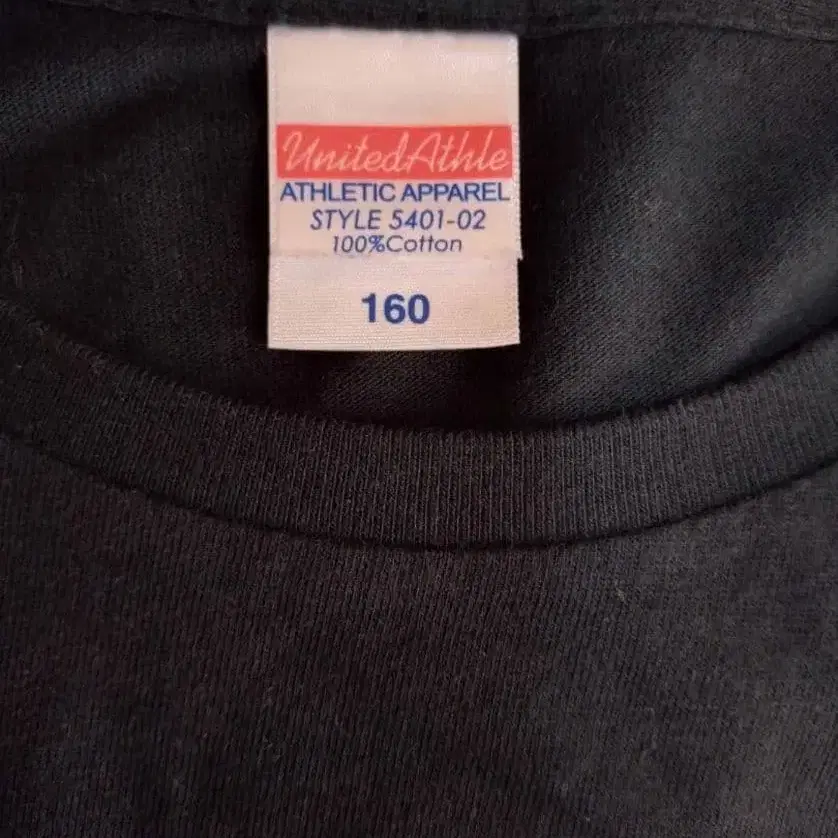 UnitedAthle
ATHLETIC APPAREL
STYLE 5401-02
100%Cotton
160